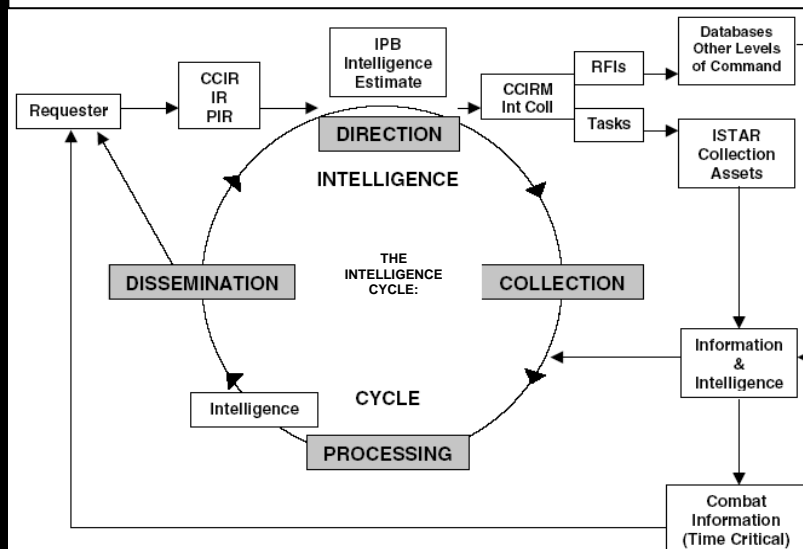 IPB
Intelligence
Estimate
Databases
Other Levels
of Command
CCIR
IR
PIR
Requester
CCIRM
Int Coll
RFIs
Tasks
DIRECTION
ISTAR
Collection
Assets
INTELLIGENCE
THE
INTELLIGENCE
CYCLE:
DISSEMINATION
COLLECTION
Information
&
Intelligence
CYCLE
Intelligence
PROCESSING
Combat
Information
(Time Critical)